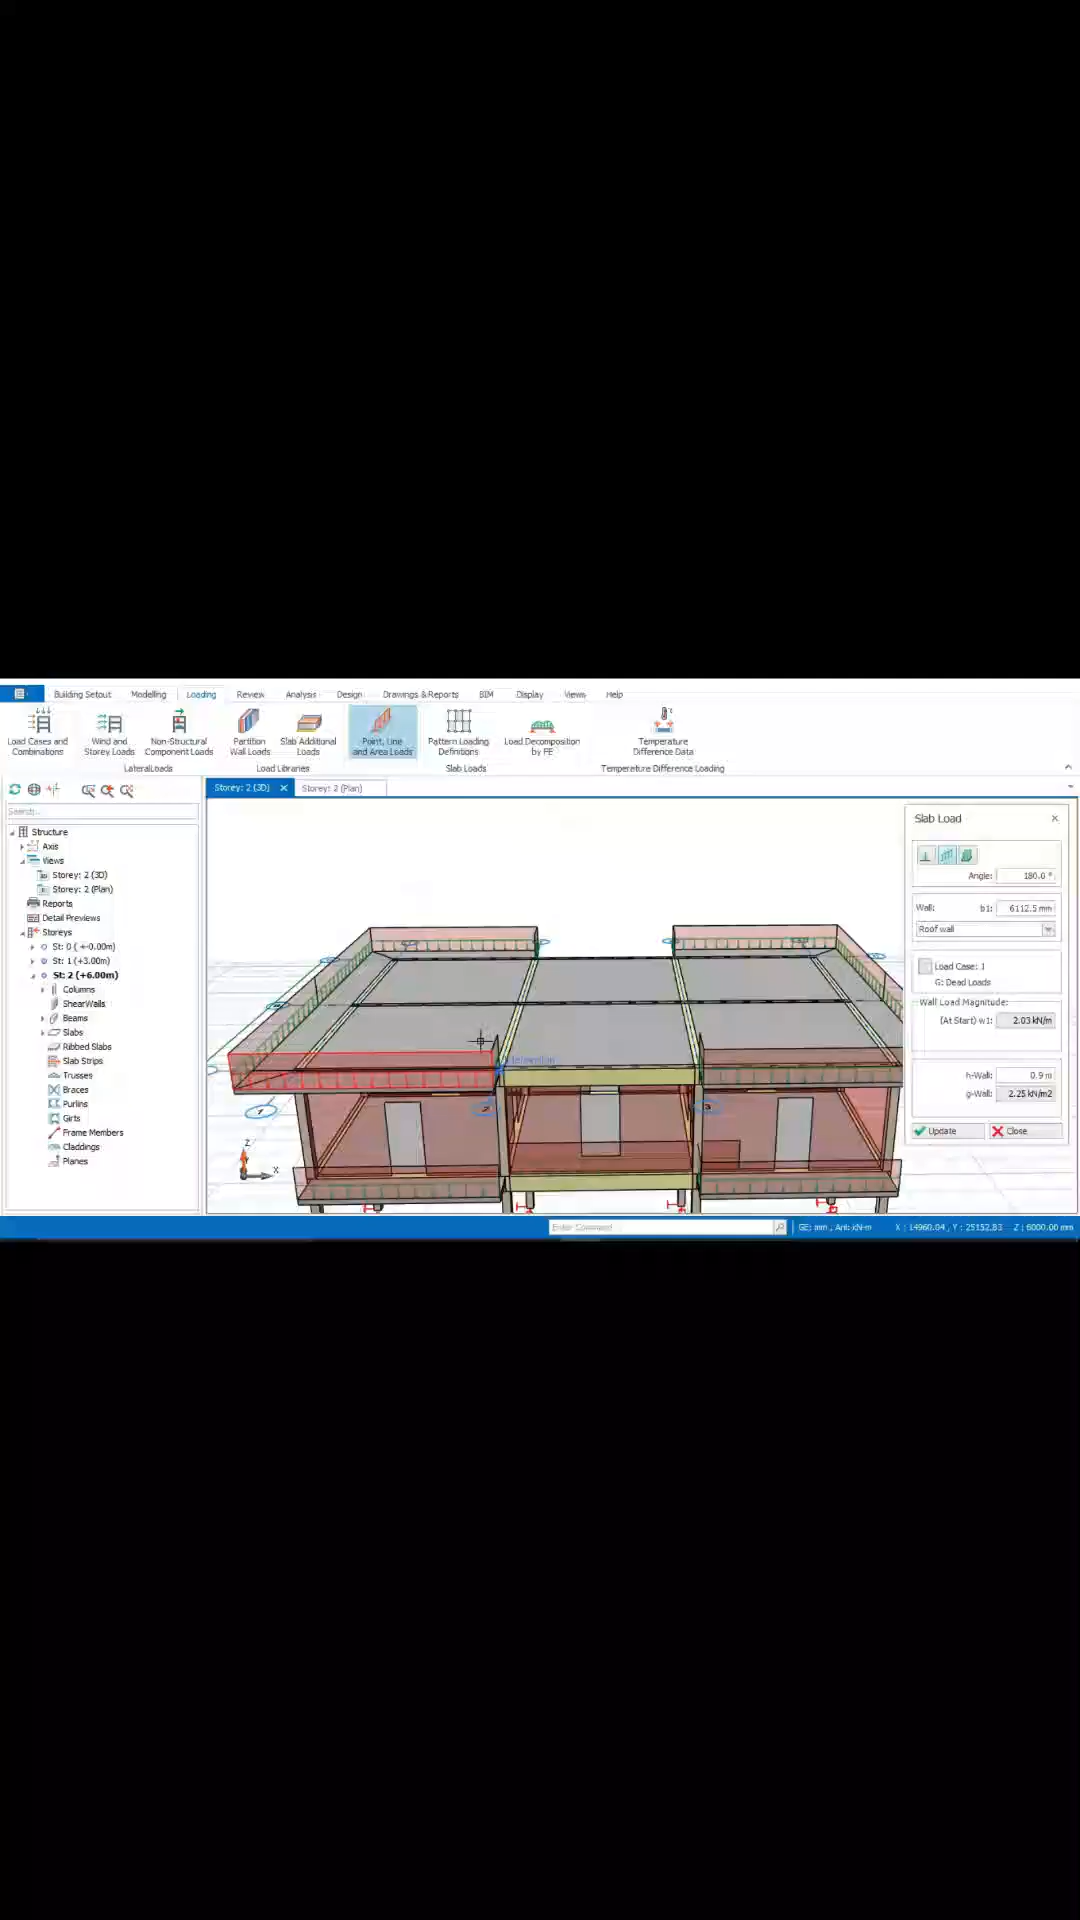 Building Setout Modelling Loading Review Analysis Design Drawings & Reports BIM Display Views Help
Load Cases and Combinations
Wind and Storey Loads
Non-Structural Component Loads
Partition Wall Loads
Slab Additional Loads
Point, Line and Area Loads
Pattern Loading Definitions
Load Decomposition by FE
Temperature Difference Data
LateralLoads
Load Libraries
Slab Loads
Temperature Difference Loading
Storey: 2 (3D)
Storey: 2 (Plan)
Search...
Structure
Axis
Views
Storey: 2 (3D)
Storey: 2 (Plan)
Reports
Detail Previews
Storeys
St: 0 (+-0.00m)
St: 1 (+3.00m)
St: 2 (+6.00m)
Columns
ShearWalls
Beams
Slabs
Ribbed Slabs
Slab Strips
Trusses
Braces
Purlins
Girts
Frame Members
Claddings
Planes
Z
X
1
2
3
Slab Load
Angle: 180.0 °
Wall: b1: 6112.5 mm
Roof wall
Load Case: 1
G: Dead Loads
Wall Load Magnitude:
(At Start) w1: 2.03 kN/m
h-Wall: 0.9 m
g-Wall: 2.25 kN/m2
Update
Close
Enter Command
X : 14960.04 , Y : 25152.83 Z : 6000.00 mm